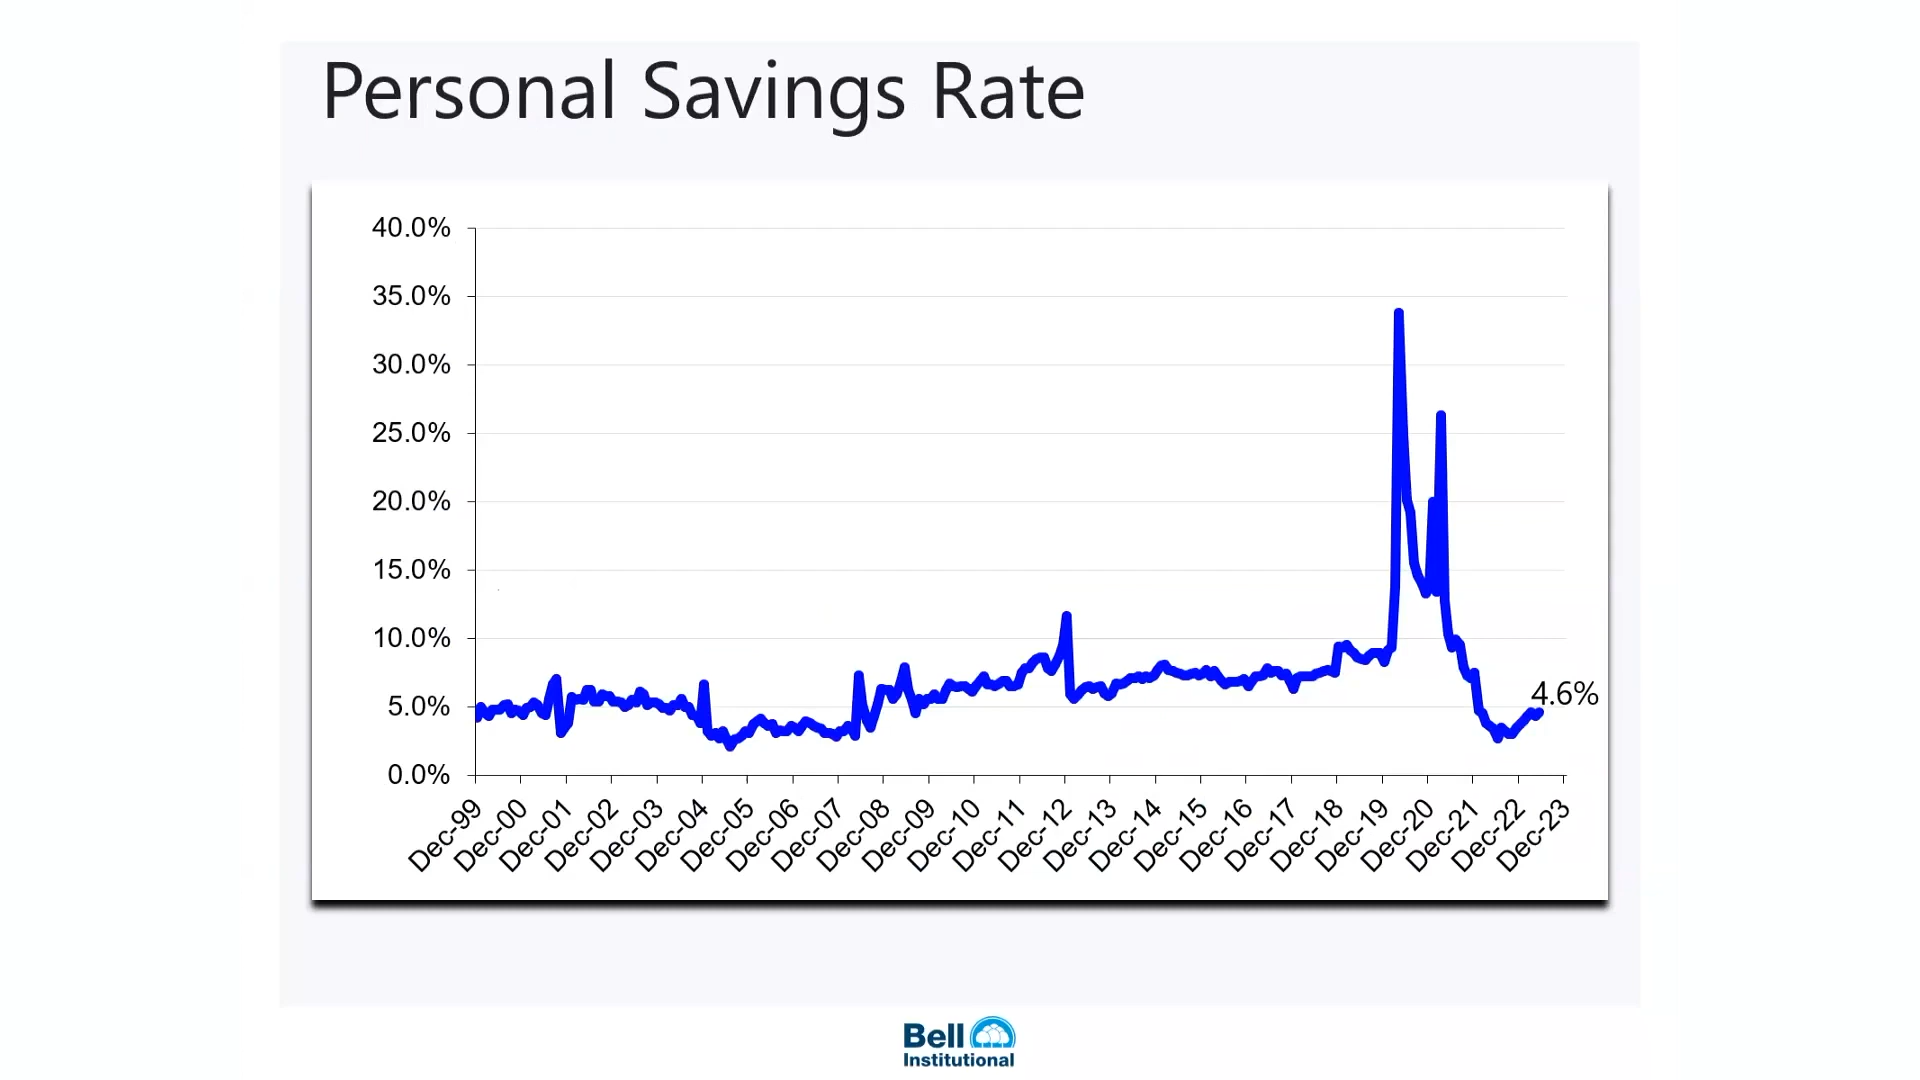 Personal Savings Rate
40.0%
35.0%
30.0%
25.0%
20.0%
15.0%
10.0%
5.0%
0.0%
4.6%
Dec-99
Dec-00
Dec-01
Dec-02
Dec-03
Dec-04
Dec-05
Dec-06
Dec-07
Dec-08
Dec-09
Dec-10
Dec-11
Dec-12
Dec-13
Dec-14
Dec-15
Dec-16
Dec-17
Dec-18
Dec-19
Dec-20
Dec-21
Dec-22
Dec-23
Bell
Institutional